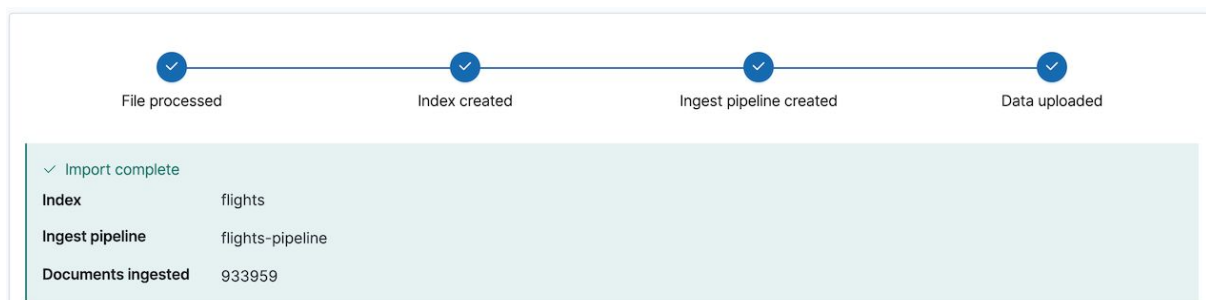 File processed
Index created
Ingest pipeline created
Data uploaded
Import complete
Index flights
Ingest pipeline flights-pipeline
Documents ingested 933959